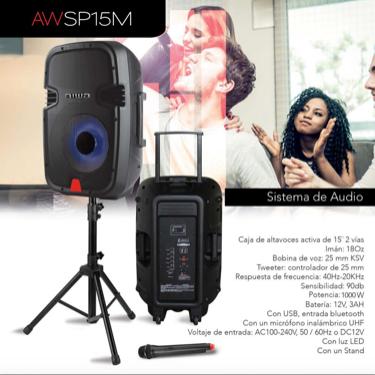 AWSP15M
aiwa
Sistema de Audio
Caja de altavoces activa de 15¨ 2 vías
Imán: 18Oz
Bobina de voz: 25 mm KSV
Tweeter: controlador de 25 mm
Respuesta de frecuencia: 40Hz-20KHz
Sensibilidad: 90db
Potencia: 1000W
Batería: 12V, 3AH
Con USB, entrada bluetooth
Con un micrófono inalámbrico UHF
Voltaje de entrada: AC100-240V, 50 / 60Hz o DC12V
Con luz LED
Con un Stand